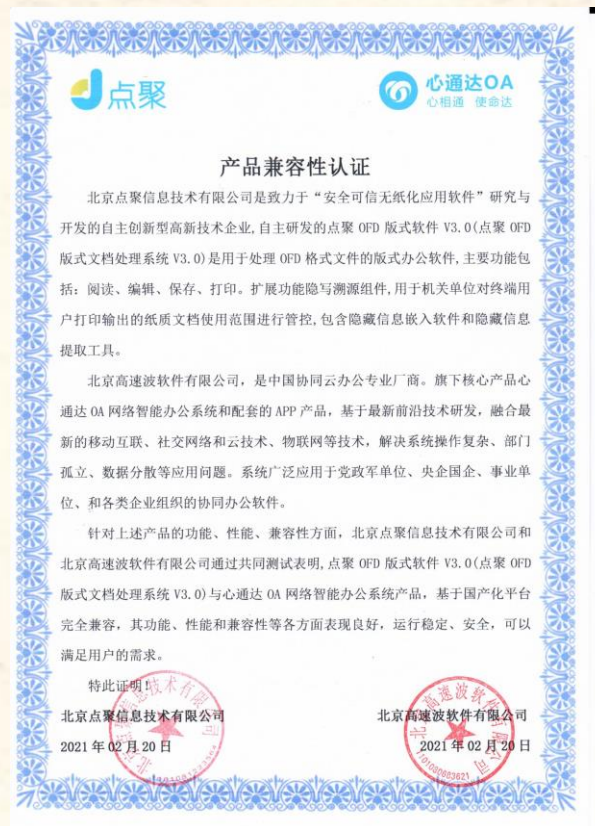 点聚
心通达OA
心相通 使命达
产品兼容性认证
北京点聚信息技术有限公司是致力于“安全可信无纸化应用软件”研究与
开发的自主创新型高新技术企业,自主研发的点聚 OFD 版式软件 V3.0(点聚 OFD
版式文档处理系统 V3.0)是用于处理 OFD 格式文件的版式办公软件,主要功能包
括：阅读、编辑、保存、打印。扩展功能隐写溯源组件,用于机关单位对终端用
户打印输出的纸质文档使用范围进行管控,包含隐藏信息嵌入软件和隐藏信息
提取工具。
北京高速波软件有限公司，是中国协同云办公专业厂商。旗下核心产品心
通达 OA 网络智能办公系统和配套的 APP 产品，基于最新前沿技术研发，融合最
新的移动互联、社交网络和云技术、物联网等技术，解决系统操作复杂、部门
孤立、数据分散等应用问题。系统广泛应用于党政军单位、央企国企、事业单
位、和各类企业组织的协同办公软件。
针对上述产品的功能、性能、兼容性方面，北京点聚信息技术有限公司和
北京高速波软件有限公司通过共同测试表明,点聚 OFD 版式软件 V3.0(点聚 OFD
版式文档处理系统 V3.0)与心通达 OA 网络智能办公系统产品，基于国产化平台
完全兼容，其功能、性能和兼容性等各方面表现良好，运行稳定、安全，可以
满足用户的需求。
特此证明！
北京点聚信息技术有限公司
2021 年 02 月 20 日
北京高速波软件有限公司
2021 年 02 月 20 日
北京点聚信息技术有限公司
北京高速波软件有限公司